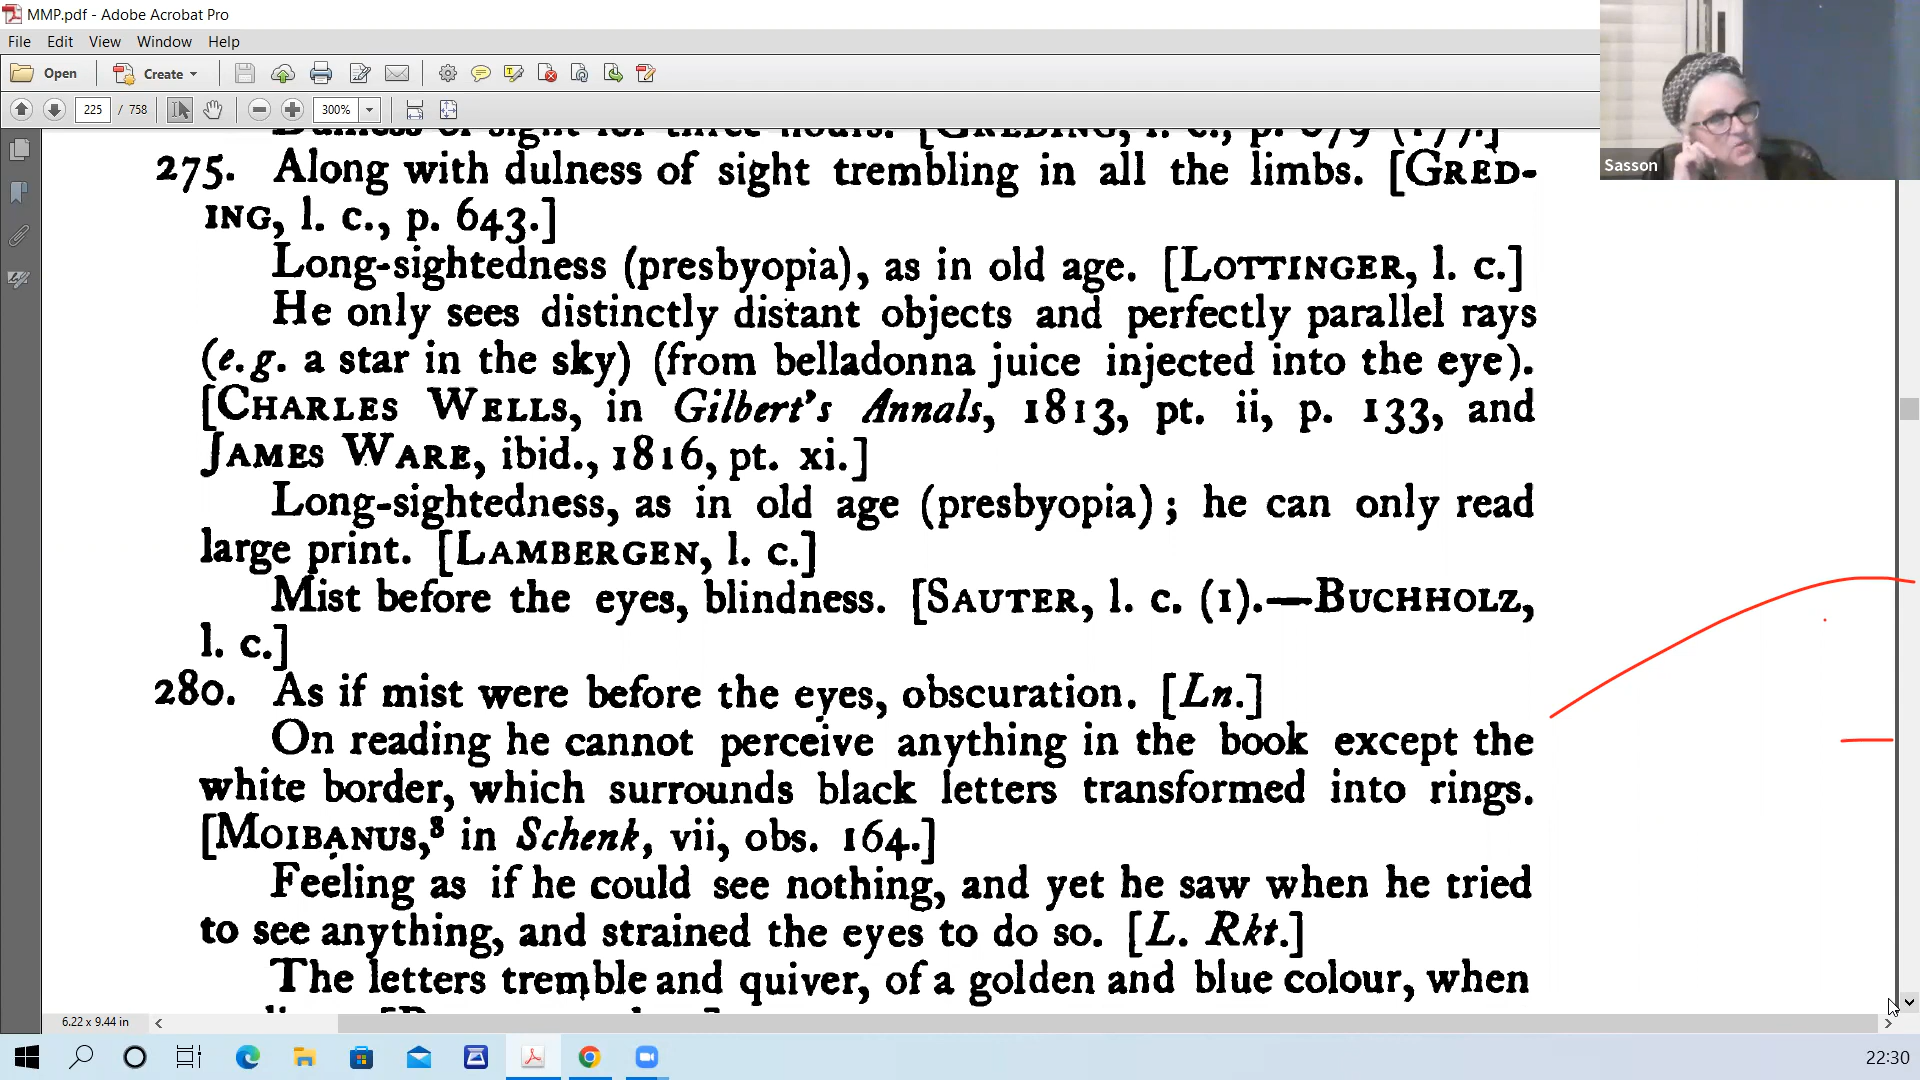 MMP.pdf - Adobe Acrobat Pro
File Edit View Window Help
Open Create
225 / 758 300%
Sasson
275. Along with dulness of sight trembling in all the limbs. [GRED-
ING, l. c., p. 643.]
Long-sightedness (presbyopia), as in old age. [LOTTINGER, l. c.]
He only sees distinctly distant objects and perfectly parallel rays
(e.g. a star in the sky) (from belladonna juice injected into the eye).
[CHARLES WELLS, in Gilbert's Annals, 1813, pt. ii, p. 133, and
JAMES WARE, ibid., 1816, pt. xi.]
Long-sightedness, as in old age (presbyopia) ; he can only read
large print. [LAMBERGEN, l. c.]
Mist before the eyes, blindness. [SAUTER, l. c. (1).—BUCHHOLZ,
l. c.]
280. As if mist were before the eyes, obscuration. [Ln.]
On reading he cannot perceive anything in the book except the
white border, which surrounds black letters transformed into rings.
[MOIBANUS,⁸ in Schenk, vii, obs. 164.]
Feeling as if he could see nothing, and yet he saw when he tried
to see anything, and strained the eyes to do so. [L. Rkt.]
The letters tremble and quiver, of a golden and blue colour, when
6.22 x 9.44 in
22:30